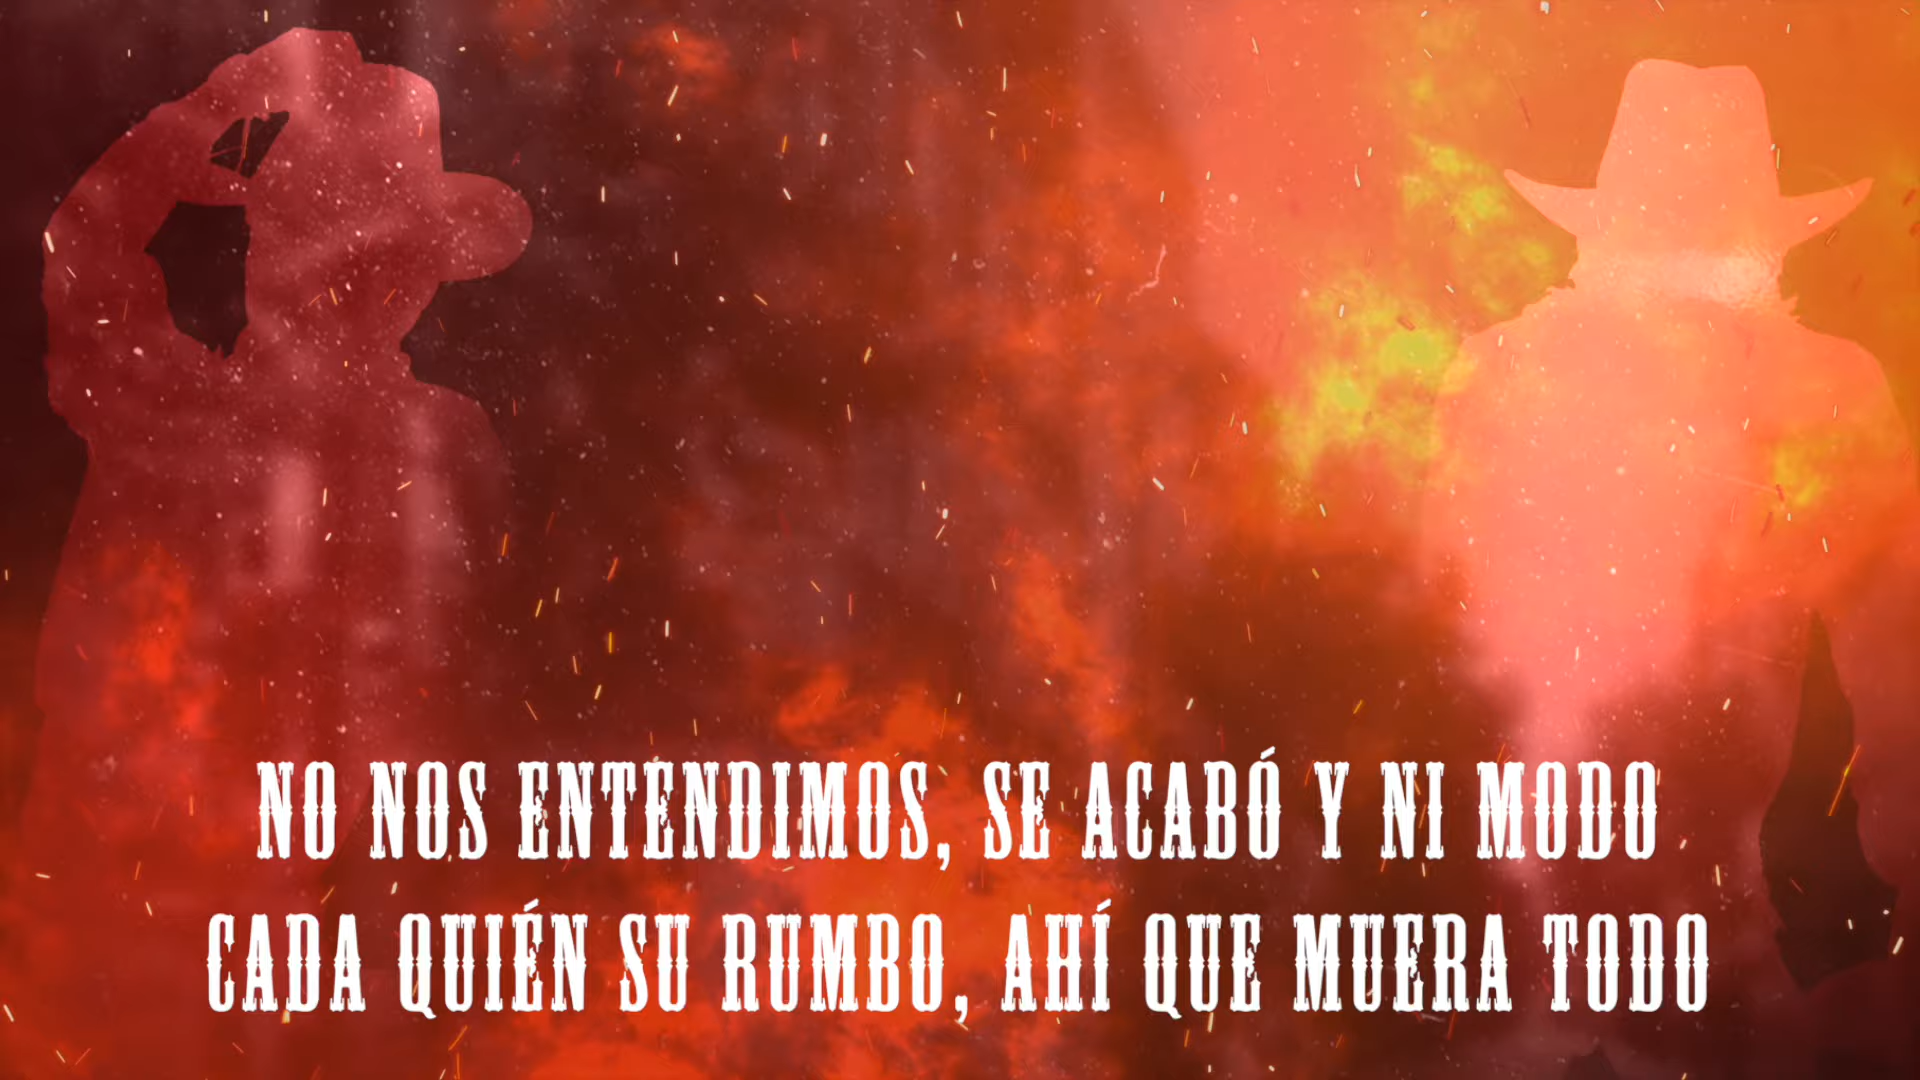 NO NOS ENTENDIMOS, SE ACABÓ Y NI MODO
CADA QUIÉN SU RUMBO, AHÍ QUE MUERA TODO